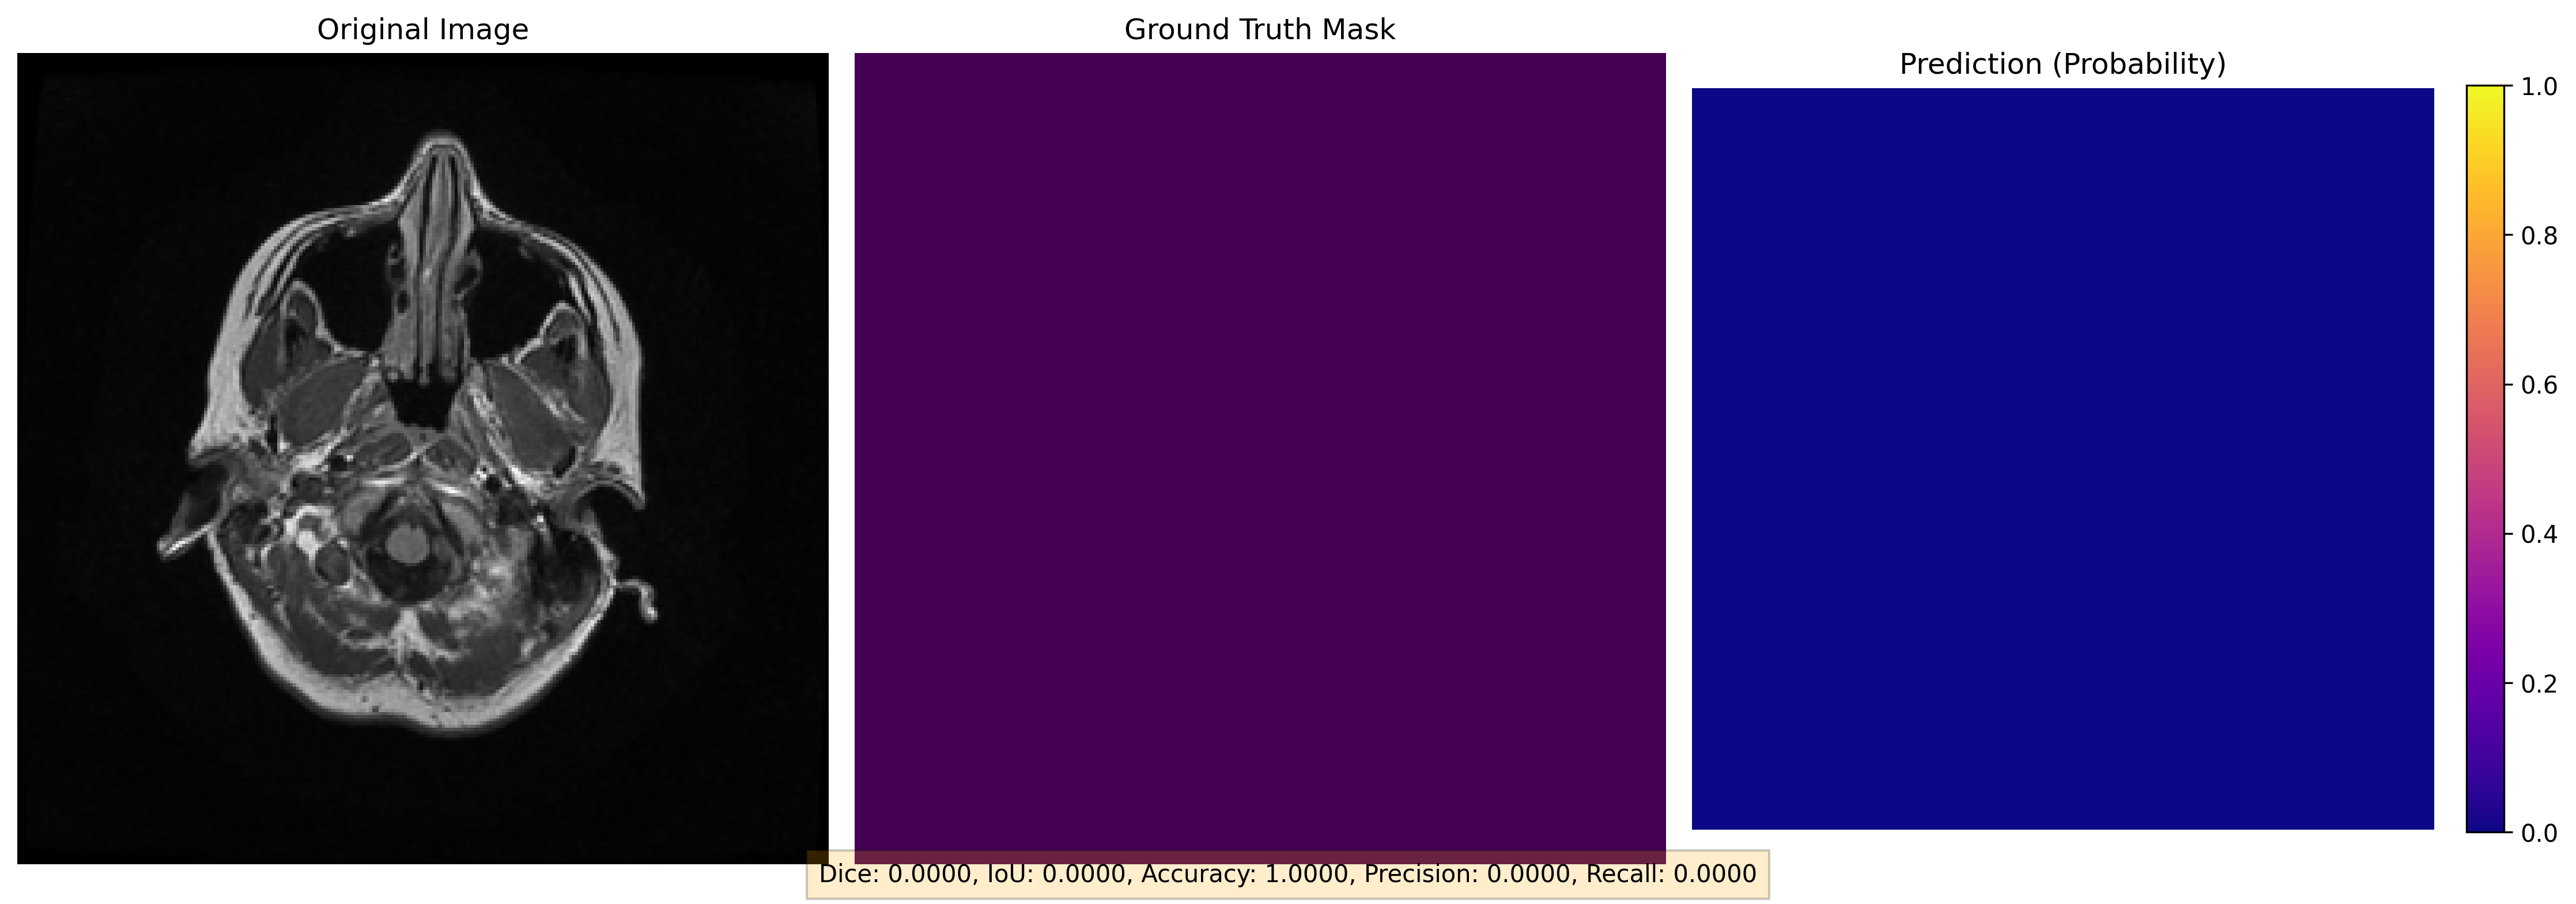 Original Image
Ground Truth Mask
Prediction (Probability)
1.0
0.8
0.6
0.4
0.2
0.0
Dice: 0.0000, IoU: 0.0000, Accuracy: 1.0000, Precision: 0.0000, Recall: 0.0000